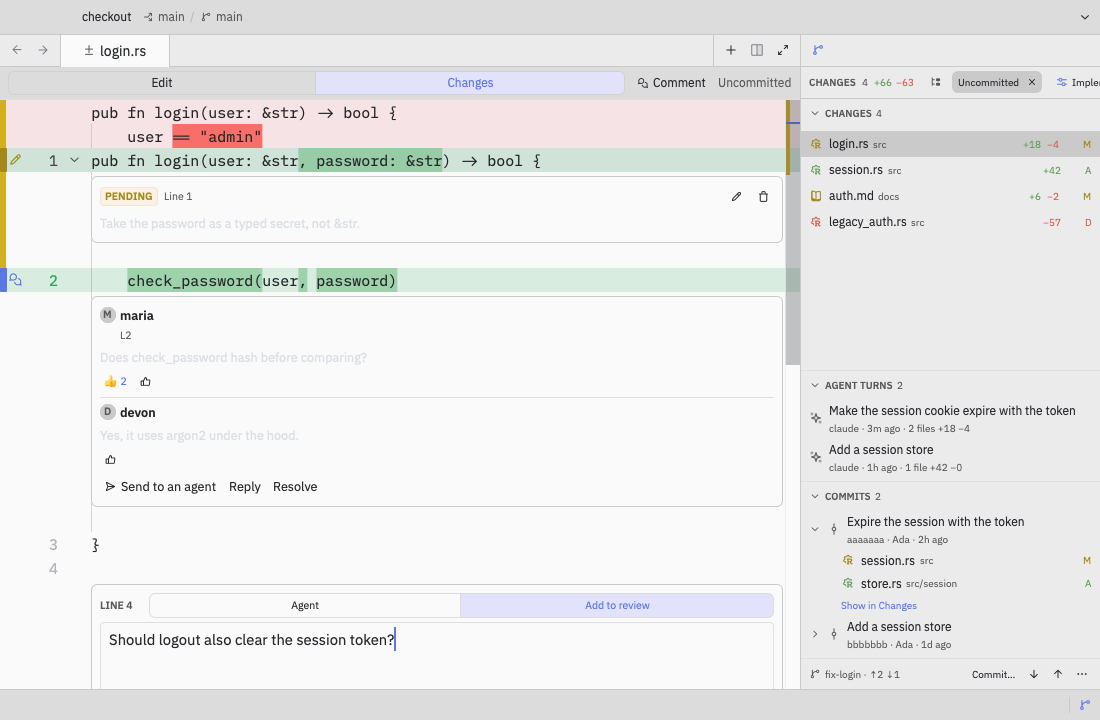 checkout main / main
login.rs
Edit Changes Comment Uncommitted
pub fn login(user: &str) -> bool {
user == "admin"
1 pub fn login(user: &str, password: &str) -> bool {
PENDING Line 1
Take the password as a typed secret, not &str.
2 check_password(user, password)
M maria
L2
Does check_password hash before comparing?
👍 2
D devon
Yes, it uses argon2 under the hood.
Send to an agent Reply Resolve
3 }
4
LINE 4 Agent Add to review
Should logout also clear the session token?
CHANGES 4 +66 −63 Uncommitted × Imple
CHANGES 4
login.rs src +18 −4 M
session.rs src +42 A
auth.md docs +6 −2 M
legacy_auth.rs src −57 D
AGENT TURNS 2
Make the session cookie expire with the token
claude · 3m ago · 2 files +18 −4
Add a session store
claude · 1h ago · 1 file +42 −0
COMMITS 2
Expire the session with the token
aaaaaaa · Ada · 2h ago
session.rs src M
store.rs src/session A
Show in Changes
Add a session store
bbbbbbb · Ada · 1d ago
fix-login · ↑2 ↓1 Commit... ↓ ↑ ···